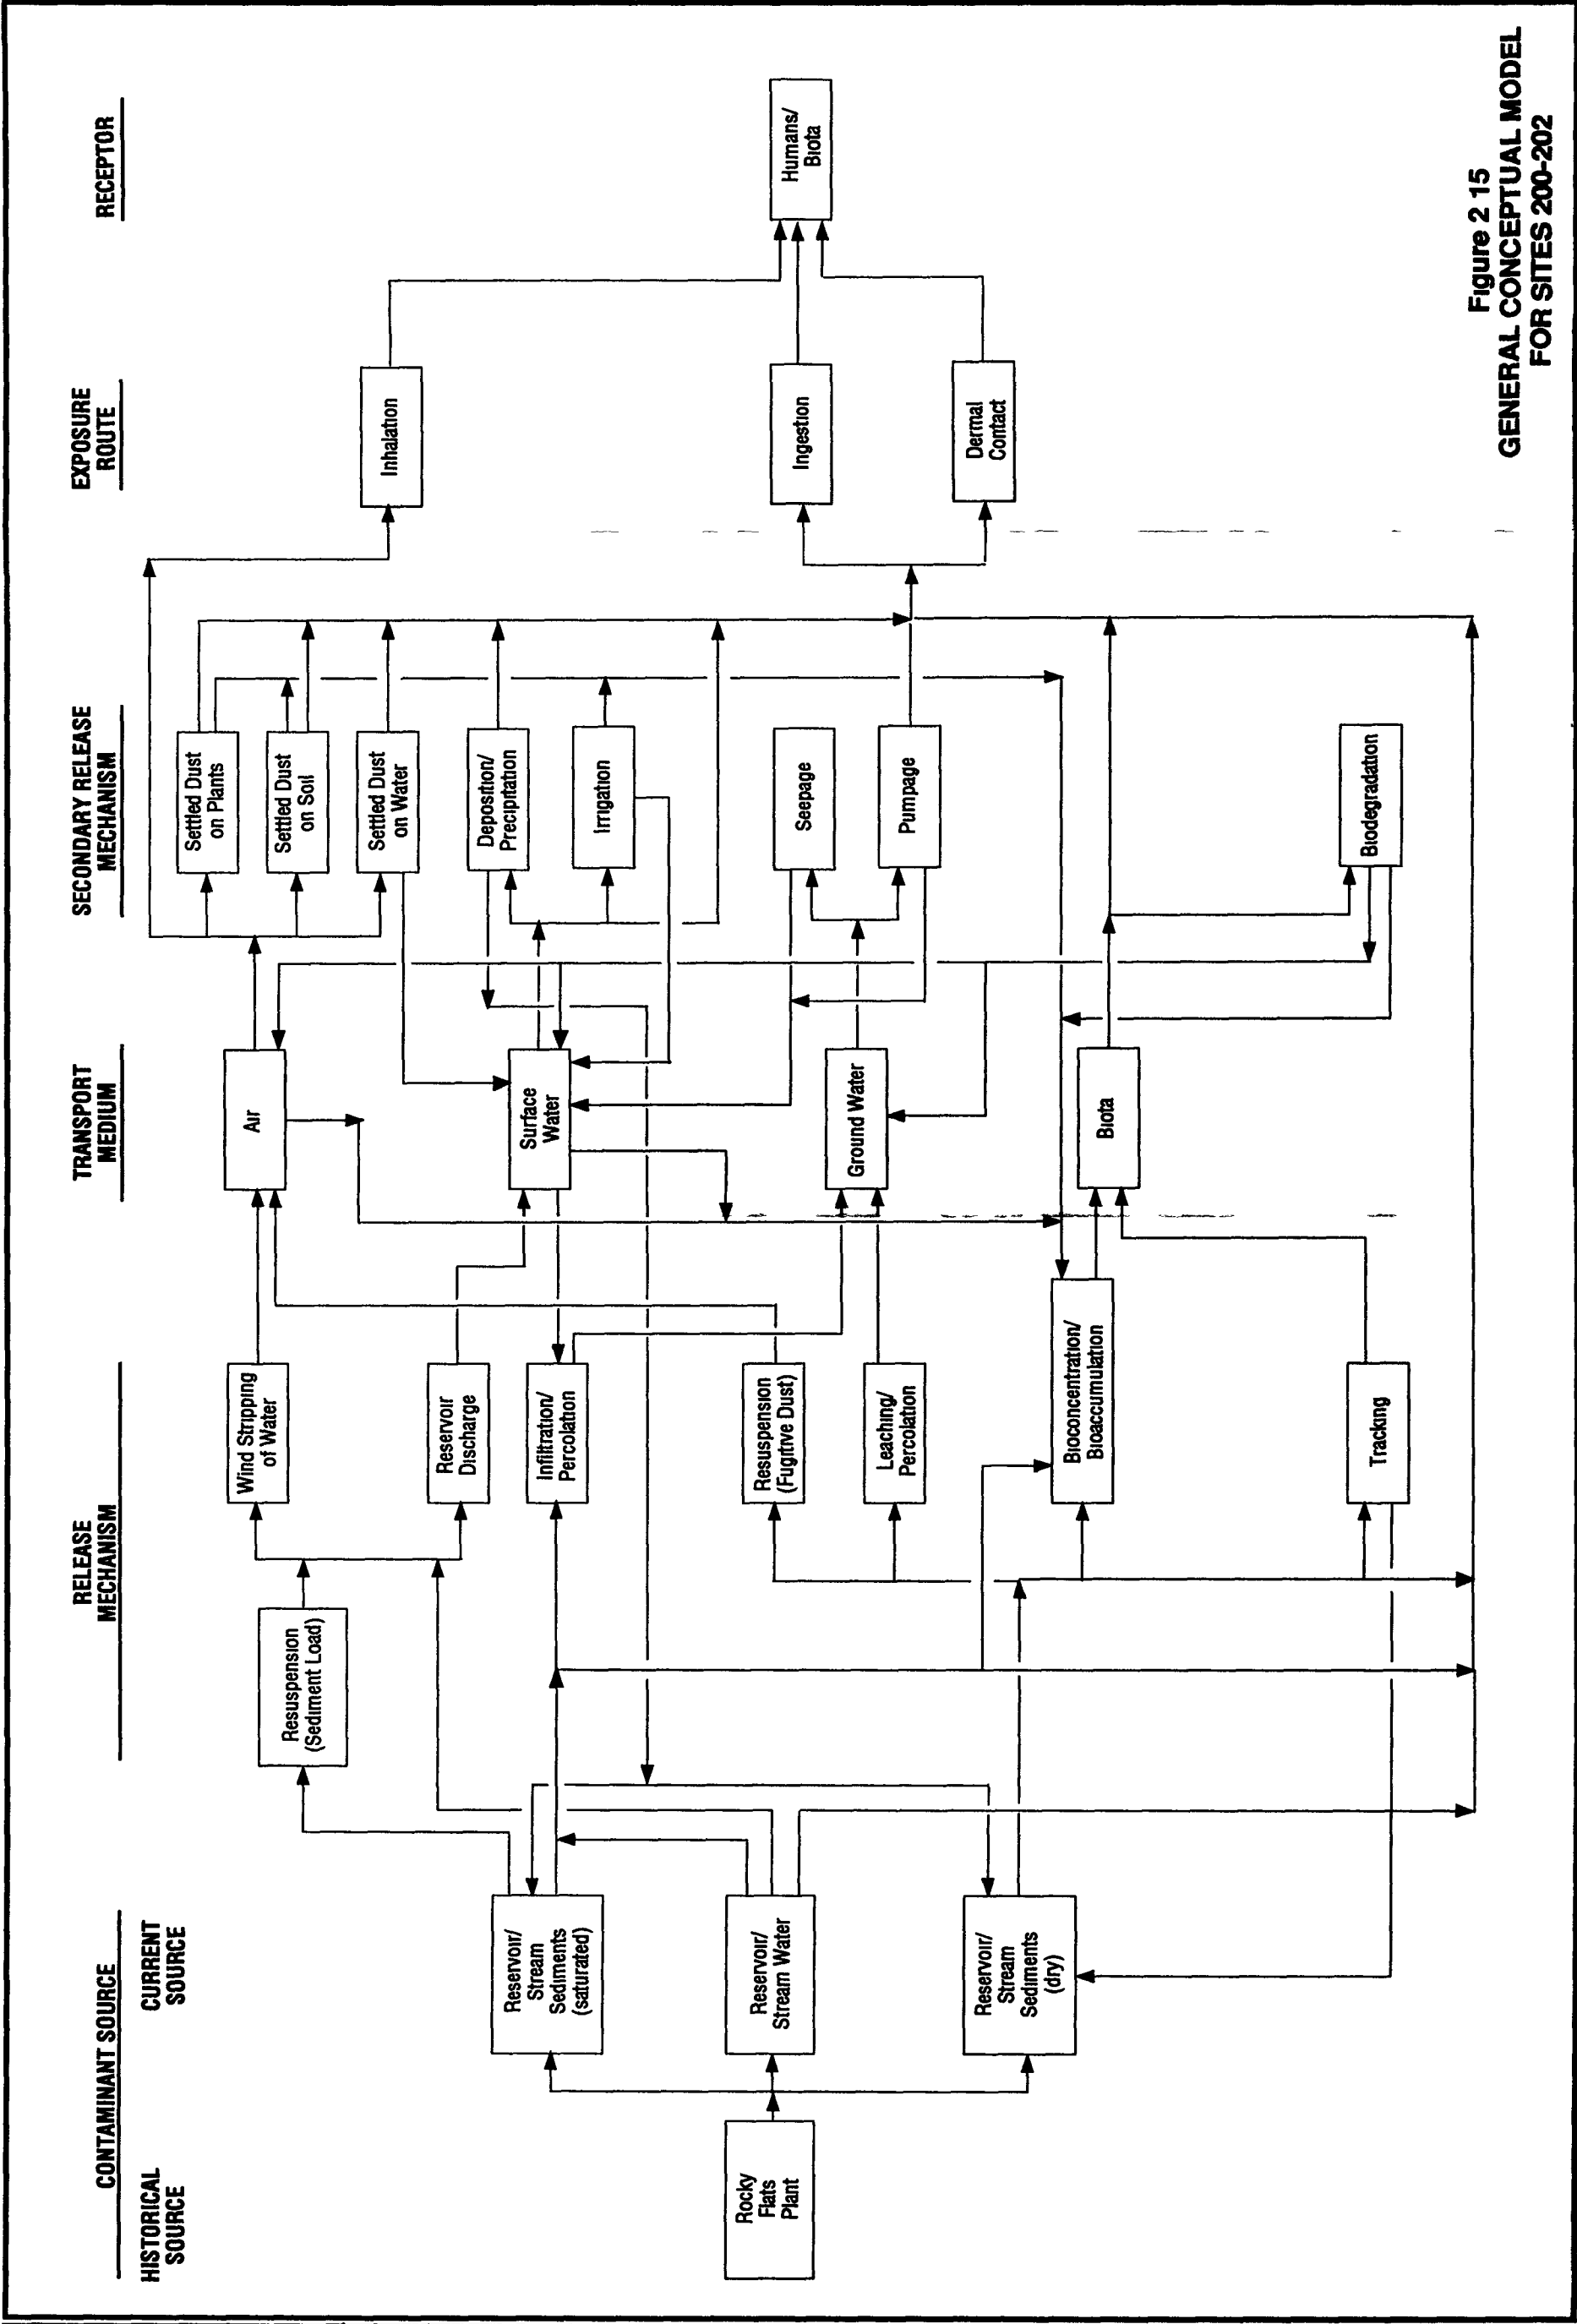 CONTAMINANT SOURCE
HISTORICAL
SOURCE
CURRENT
SOURCE
RELEASE
MECHANISM
TRANSPORT
MEDIUM
SECONDARY RELEASE
MECHANISM
EXPOSURE
ROUTE
RECEPTOR
Rocky
Flats
Plant
Reservoir/
Stream
Sediments
(saturated)
Reservoir/
Stream Water
Reservoir/
Stream
Sediments
(dry)
Resuspension
(Sediment Load)
Wind Stripping
of Water
Reservoir
Discharge
Infiltration/
Percolation
Resuspension
(Fugitive Dust)
Leaching/
Percolation
Bioconcentration/
Bioaccumulation
Tracking
Air
Surface
Water
Ground Water
Biota
Settled Dust
on Plants
Settled Dust
on Soil
Settled Dust
on Water
Deposition/
Precipitation
Irrigation
Seepage
Pumpage
Biodegradation
Inhalation
Ingestion
Dermal
Contact
Humans/
Biota
Figure 2 15
GENERAL CONCEPTUAL MODEL
FOR SITES 200-202